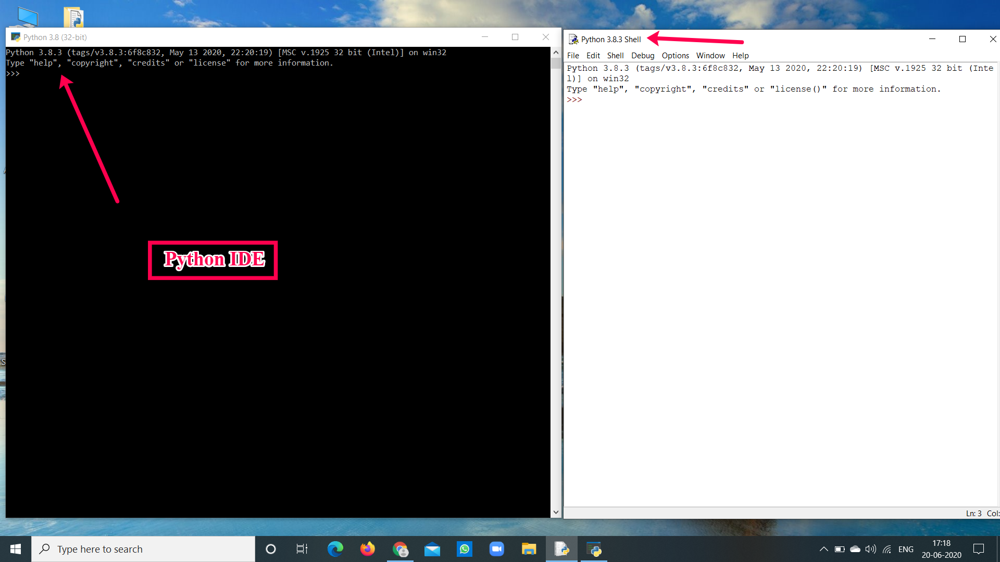 Python 3.8 (32-bit)
Python 3.8.3 (tags/v3.8.3:6f8c832, May 13 2020, 22:20:19) [MSC v.1925 32 bit (Intel)] on win32
Type "help", "copyright", "credits" or "license" for more information.
>>>
Python IDE
Python 3.8.3 Shell
File Edit Shell Debug Options Window Help
Python 3.8.3 (tags/v3.8.3:6f8c832, May 13 2020, 22:20:19) [MSC v.1925 32 bit (Inte
l)] on win32
Type "help", "copyright", "credits" or "license()" for more information.
>>>
Ln: 3 Col:
S
Type here to search
ENG
17:18
20-06-2020